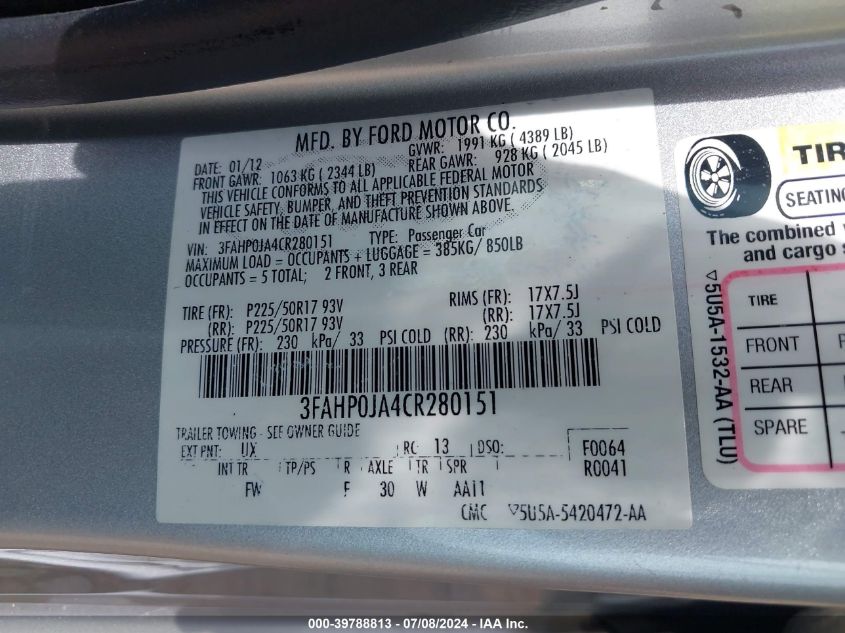 MFD. BY FORD MOTOR CO.
DATE: 01/12
GVWR: 1991 KG ( 4389 LB)
FRONT GAWR: 1063 KG ( 2344 LB)
REAR GAWR: 928 KG ( 2045 LB)
THIS VEHICLE CONFORMS TO ALL APPLICABLE FEDERAL MOTOR
VEHICLE SAFETY, BUMPER, AND THEFT PREVENTION STANDARDS
IN EFFECT ON THE DATE OF MANUFACTURE SHOWN ABOVE.
VIN: 3FAHP0JA4CR280151 TYPE: Passenger Car
MAXIMUM LOAD = OCCUPANTS + LUGGAGE = 385KG/ 850LB
OCCUPANTS = 5 TOTAL; 2 FRONT, 3 REAR
TIRE (FR): P225/50R17 93V RIMS (FR): 17X7.5J
(RR): P225/50R17 93V (RR): 17X7.5J
PRESSURE (FR): 230 kPa/ 33 PSI COLD (RR): 230 kPa/ 33 PSI COLD
3FAHP0JA4CR280151
TRAILER TOWING - SEE OWNER GUIDE
EXT PNT: UX RC: 13 DSO: F0064
R0041
INT TR TP/PS R AXLE TR SPR
FW F 30 W AA11
CMC 5U5A-5420472-AA
TIR
SEATING
The combined
and cargo
5U5A-1532-AA (TLU)
TIRE
FRONT
REAR
SPARE
000-39788813 - 07/08/2024 - IAA Inc.